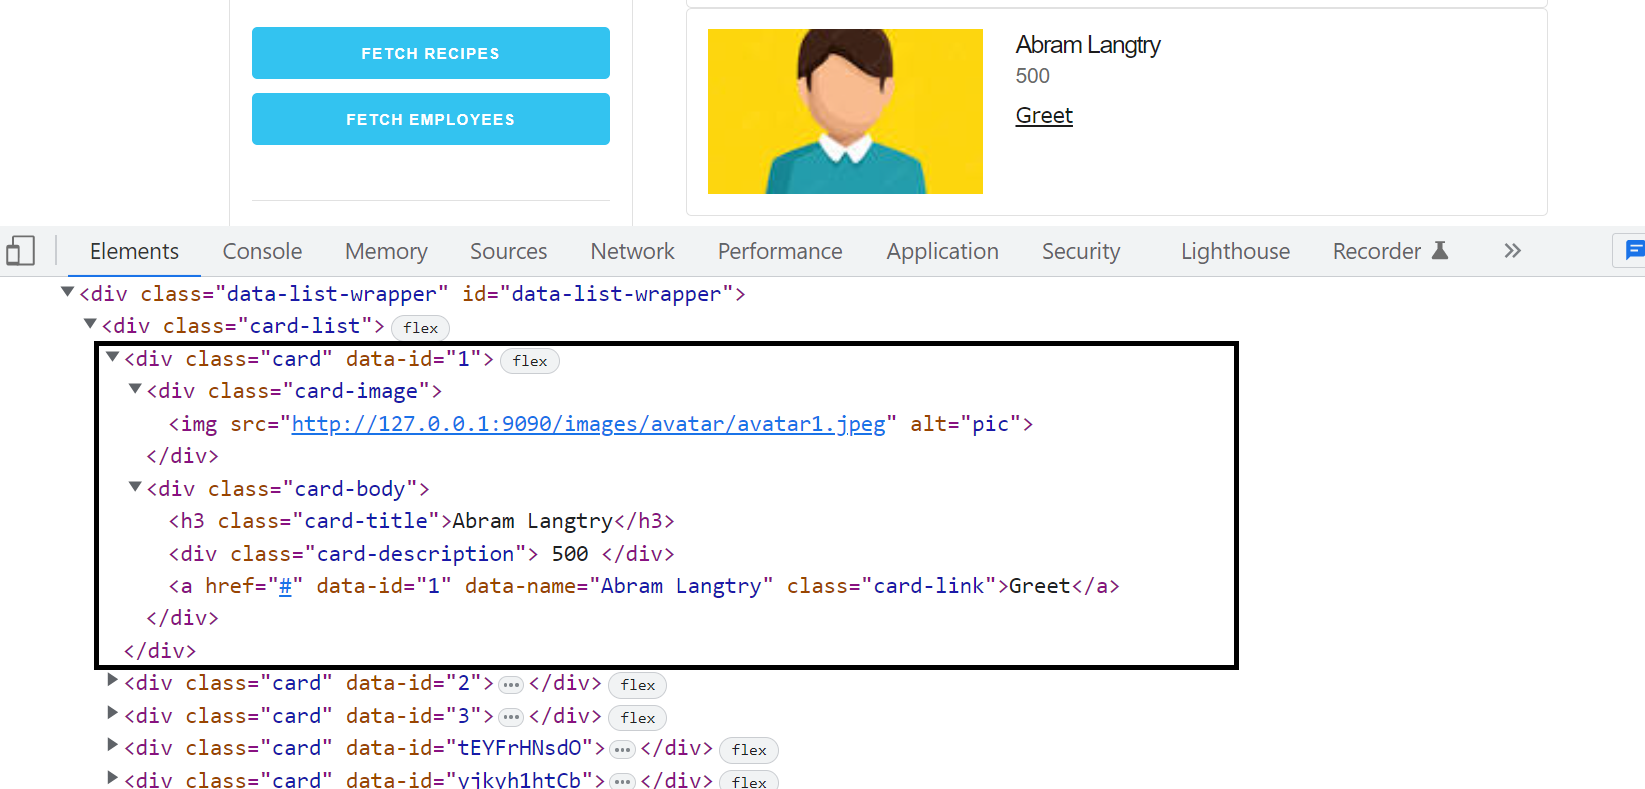 FETCH RECIPES
FETCH EMPLOYEES
Abram Langtry
500
Greet
Elements Console Memory Sources Network Performance Application Security Lighthouse Recorder
<div class="data-list-wrapper" id="data-list-wrapper">
<div class="card-list"> flex
<div class="card" data-id="1"> flex
<div class="card-image">
<img src="http://127.0.0.1:9090/images/avatar/avatar1.jpeg" alt="pic">
</div>
<div class="card-body">
<h3 class="card-title">Abram Langtry</h3>
<div class="card-description"> 500 </div>
<a href="#" data-id="1" data-name="Abram Langtry" class="card-link">Greet</a>
</div>
</div>
<div class="card" data-id="2"> ••• </div> flex
<div class="card" data-id="3"> ••• </div> flex
<div class="card" data-id="tEYFrHNsdO"> ••• </div> flex
<div class="card" data-id="yjkyh1htCb"> ••• </div> flex